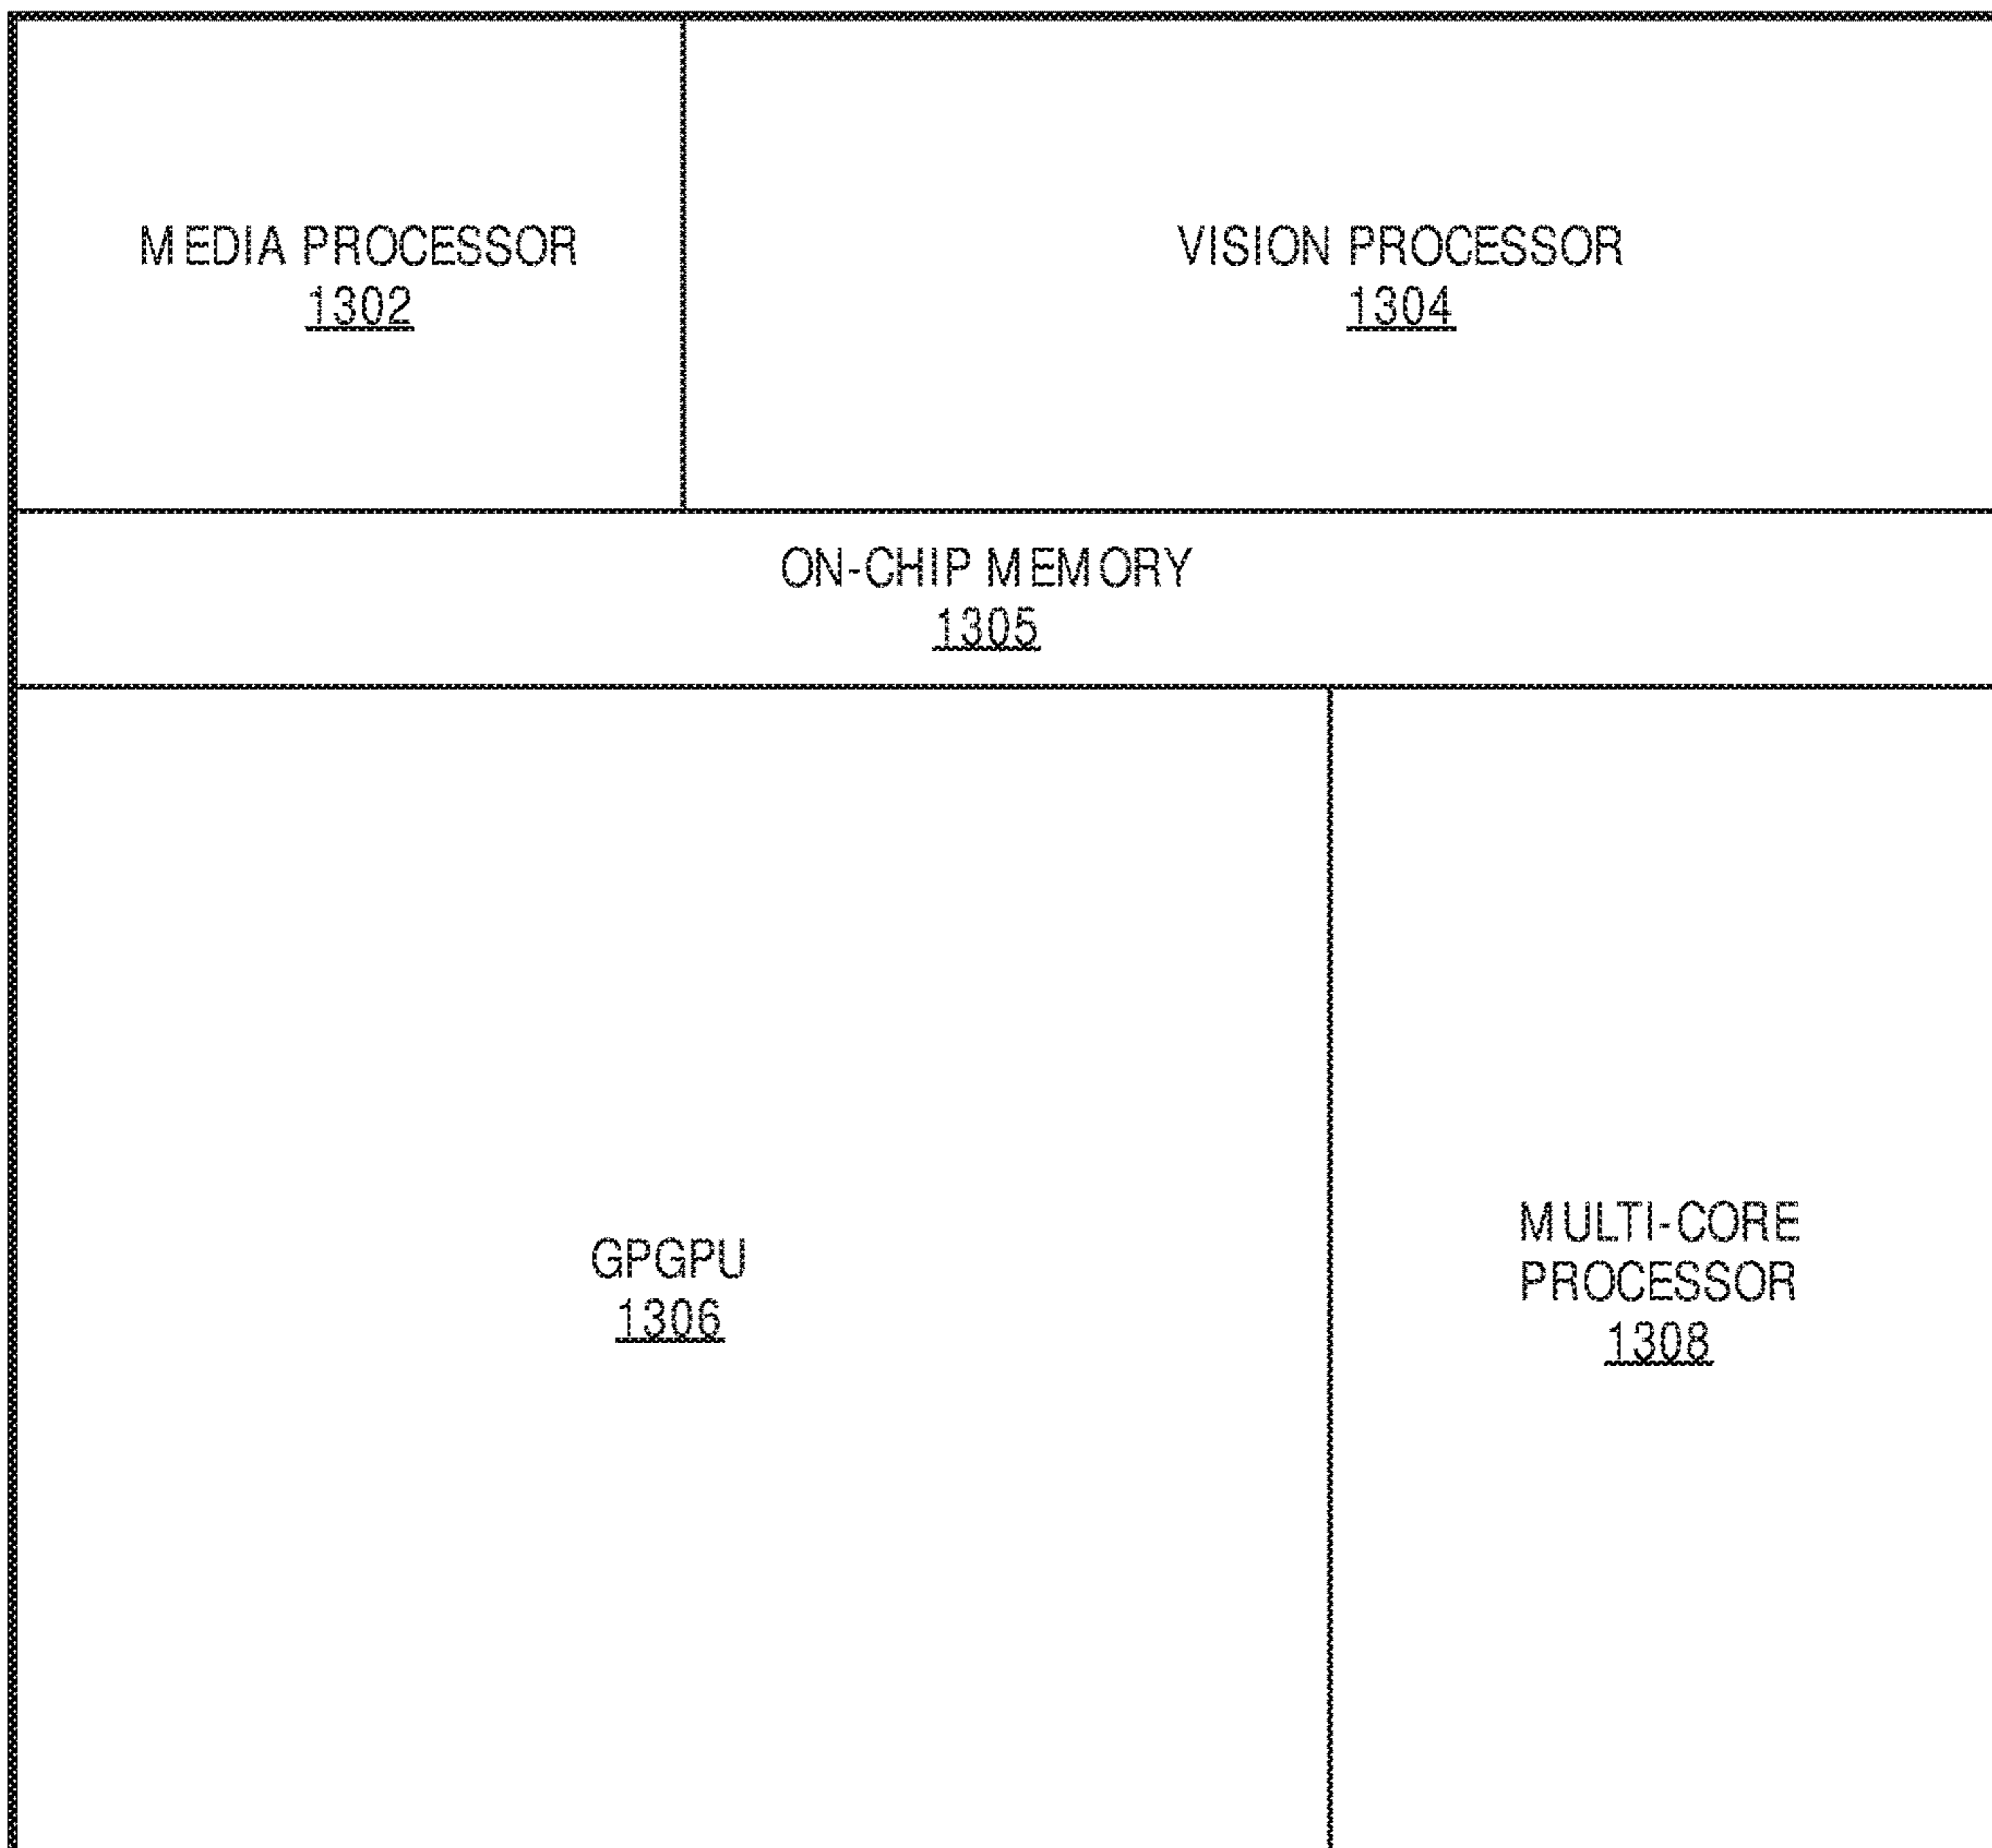 MEDIA PROCESSOR
1302
VISION PROCESSOR
1304
ON-CHIP MEMORY
1305
GPGPU
1306
MULTI-CORE
PROCESSOR
1308